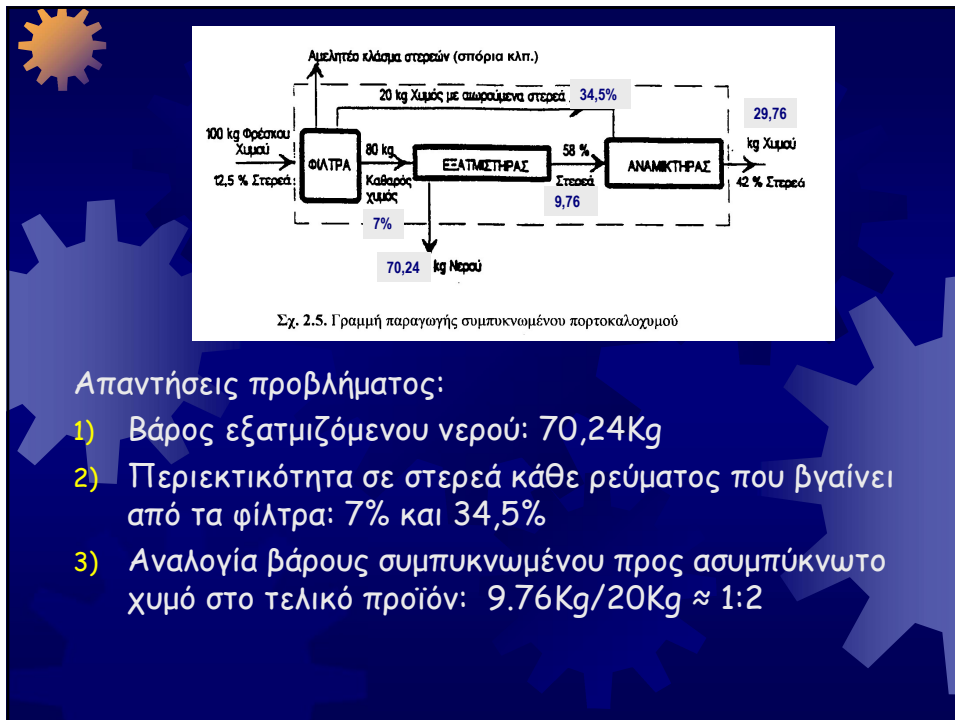 Αμελητέο κλάσμα στερεών (σπόρια κλπ.)
20 kg Χυμός με αιωρούμενα στερεά 34,5%
29,76
100 kg Φρέσκου
Χυμού
12,5 % Στερεά
ΦΙΛΤΡΑ
80 kg
Καθαρός
χυμός
7%
ΕΞΑΤΜΙΣΤΗΡΑΣ
58 %
Στερεά
9,76
ΑΝΑΜΙΚΤΗΡΑΣ
kg Χυμού
42 % Στερεά
70,24 kg Νερού
Σχ. 2.5. Γραμμή παραγωγής συμπυκνωμένου πορτοκαλοχυμού
Απαντήσεις προβλήματος:
1) Βάρος εξατμιζόμενου νερού: 70,24Kg
2) Περιεκτικότητα σε στερεά κάθε ρεύματος που βγαίνει
από τα φίλτρα: 7% και 34,5%
3) Αναλογία βάρους συμπυκνωμένου προς ασυμπύκνωτο
χυμό στο τελικό προϊόν: 9.76Kg/20Kg ≈ 1:2